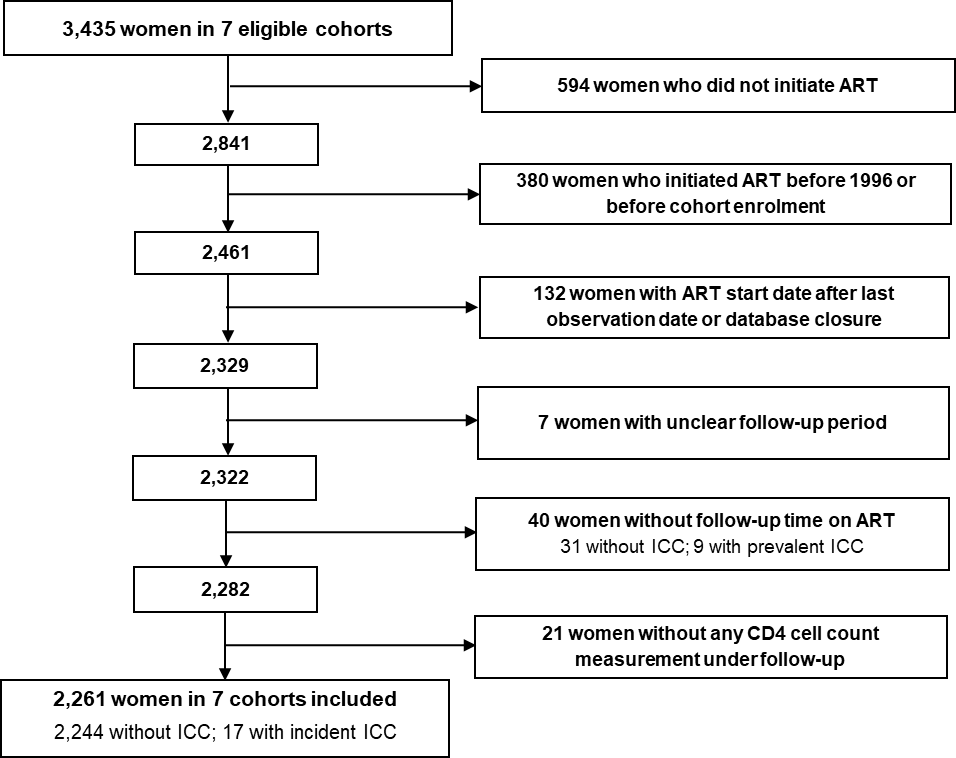 3,435 women in 7 eligible cohorts
594 women who did not initiate ART
2,841
380 women who initiated ART before 1996 or
before cohort enrolment
2,461
132 women with ART start date after last
observation date or database closure
2,329
7 women with unclear follow-up period
2,322
40 women without follow-up time on ART
31 without ICC; 9 with prevalent ICC
2,282
21 women without any CD4 cell count
measurement under follow-up
2,261 women in 7 cohorts included
2,244 without ICC; 17 with incident ICC